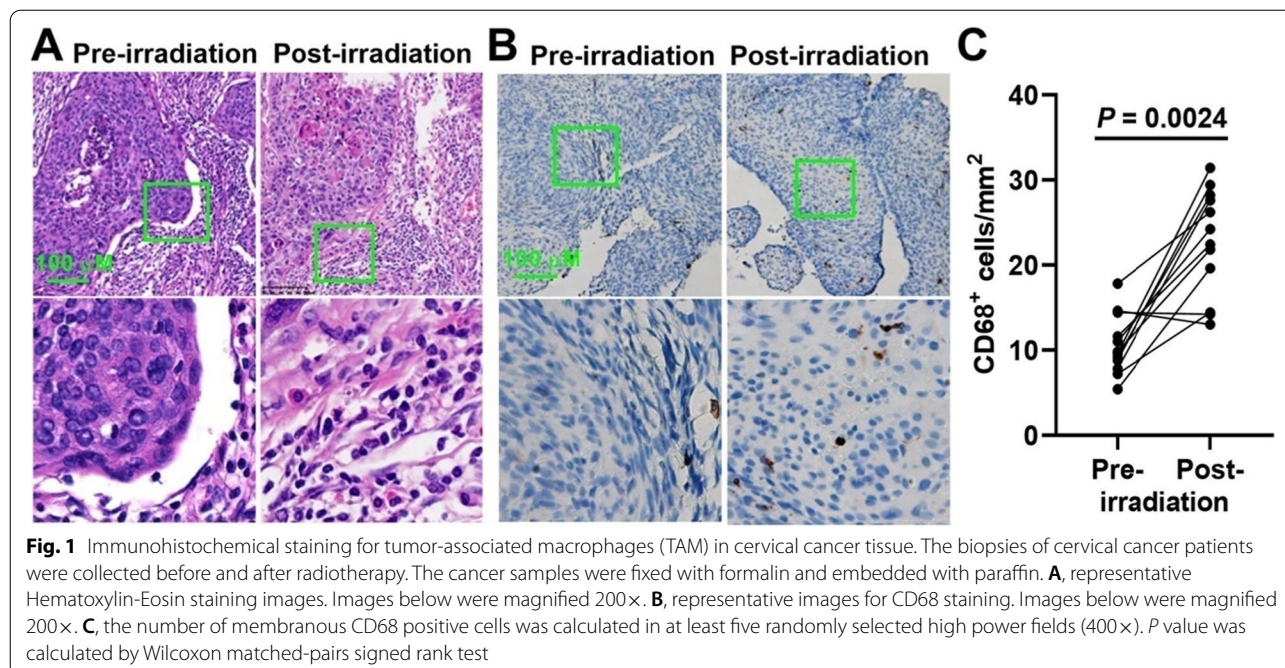 A
Pre-irradiation Post-irradiation
100 μM
B
Pre-irradiation Post-irradiation
100 μM
C
P = 0.0024
CD68+ cells/mm2
40
30
20
10
0
Pre- Post-
irradiation
Fig. 1 Immunohistochemical staining for tumor-associated macrophages (TAM) in cervical cancer tissue. The biopsies of cervical cancer patients
were collected before and after radiotherapy. The cancer samples were fixed with formalin and embedded with paraffin. A, representative
Hematoxylin-Eosin staining images. Images below were magnified 200×. B, representative images for CD68 staining. Images below were magnified
200×. C, the number of membranous CD68 positive cells was calculated in at least five randomly selected high power fields (400×). P value was
calculated by Wilcoxon matched-pairs signed rank test